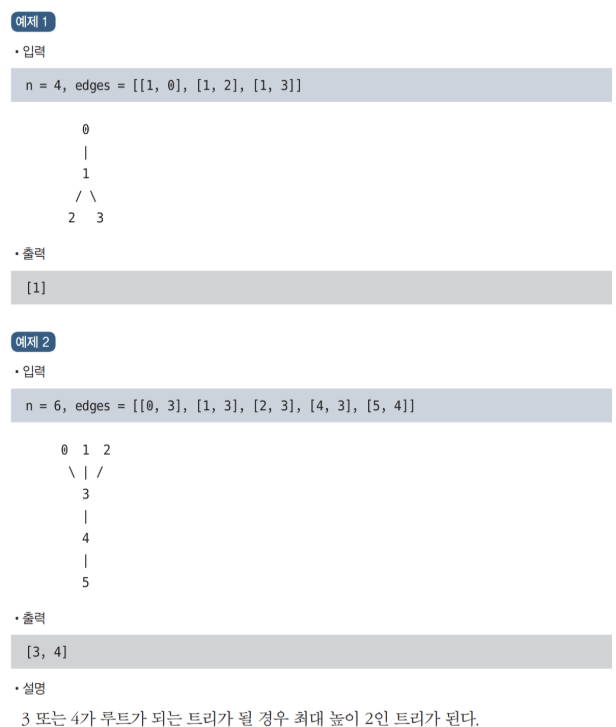 예제 1
• 입력
n = 4, edges = [[1, 0], [1, 2], [1, 3]]
0
|
1
/ \
2 3
• 출력
[1]
예제 2
• 입력
n = 6, edges = [[0, 3], [1, 3], [2, 3], [4, 3], [5, 4]]
0 1 2
\ | /
3
|
4
|
5
• 출력
[3, 4]
• 설명
3 또는 4가 루트가 되는 트리가 될 경우 최대 높이 2인 트리가 된다.